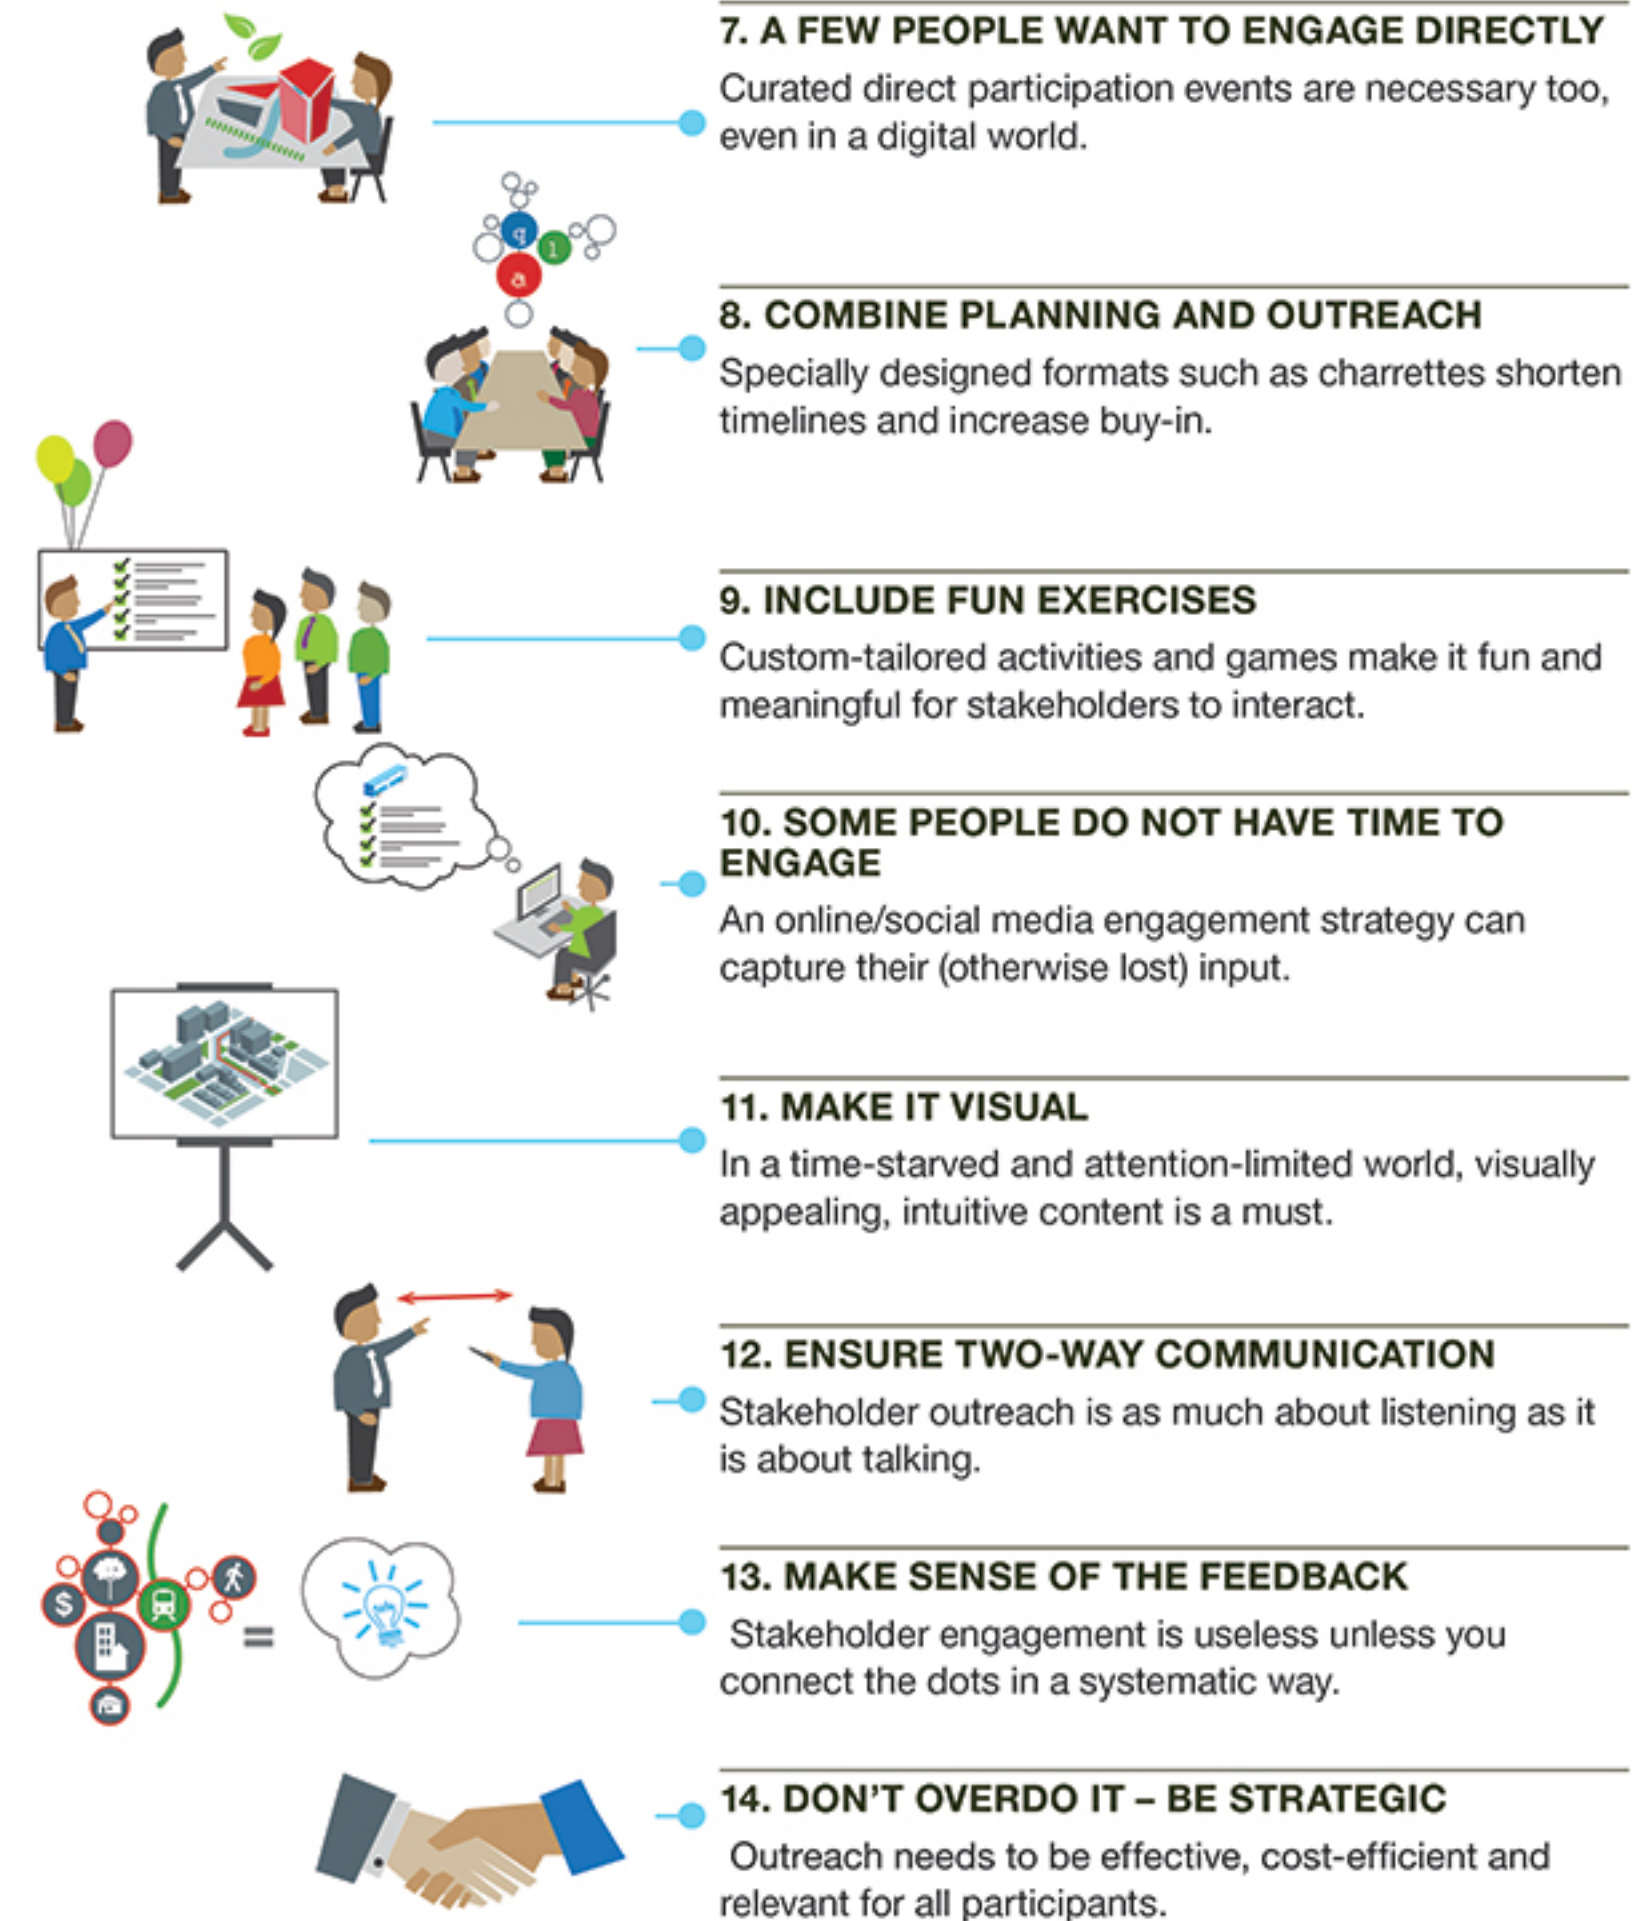 7. A FEW PEOPLE WANT TO ENGAGE DIRECTLY
Curated direct participation events are necessary too,
even in a digital world.
q
l
a
8. COMBINE PLANNING AND OUTREACH
Specially designed formats such as charrettes shorten
timelines and increase buy-in.
9. INCLUDE FUN EXERCISES
Custom-tailored activities and games make it fun and
meaningful for stakeholders to interact.
10. SOME PEOPLE DO NOT HAVE TIME TO
ENGAGE
An online/social media engagement strategy can
capture their (otherwise lost) input.
11. MAKE IT VISUAL
In a time-starved and attention-limited world, visually
appealing, intuitive content is a must.
12. ENSURE TWO-WAY COMMUNICATION
Stakeholder outreach is as much about listening as it
is about talking.
$
=
13. MAKE SENSE OF THE FEEDBACK
Stakeholder engagement is useless unless you
connect the dots in a systematic way.
14. DON'T OVERDO IT – BE STRATEGIC
Outreach needs to be effective, cost-efficient and
relevant for all participants.